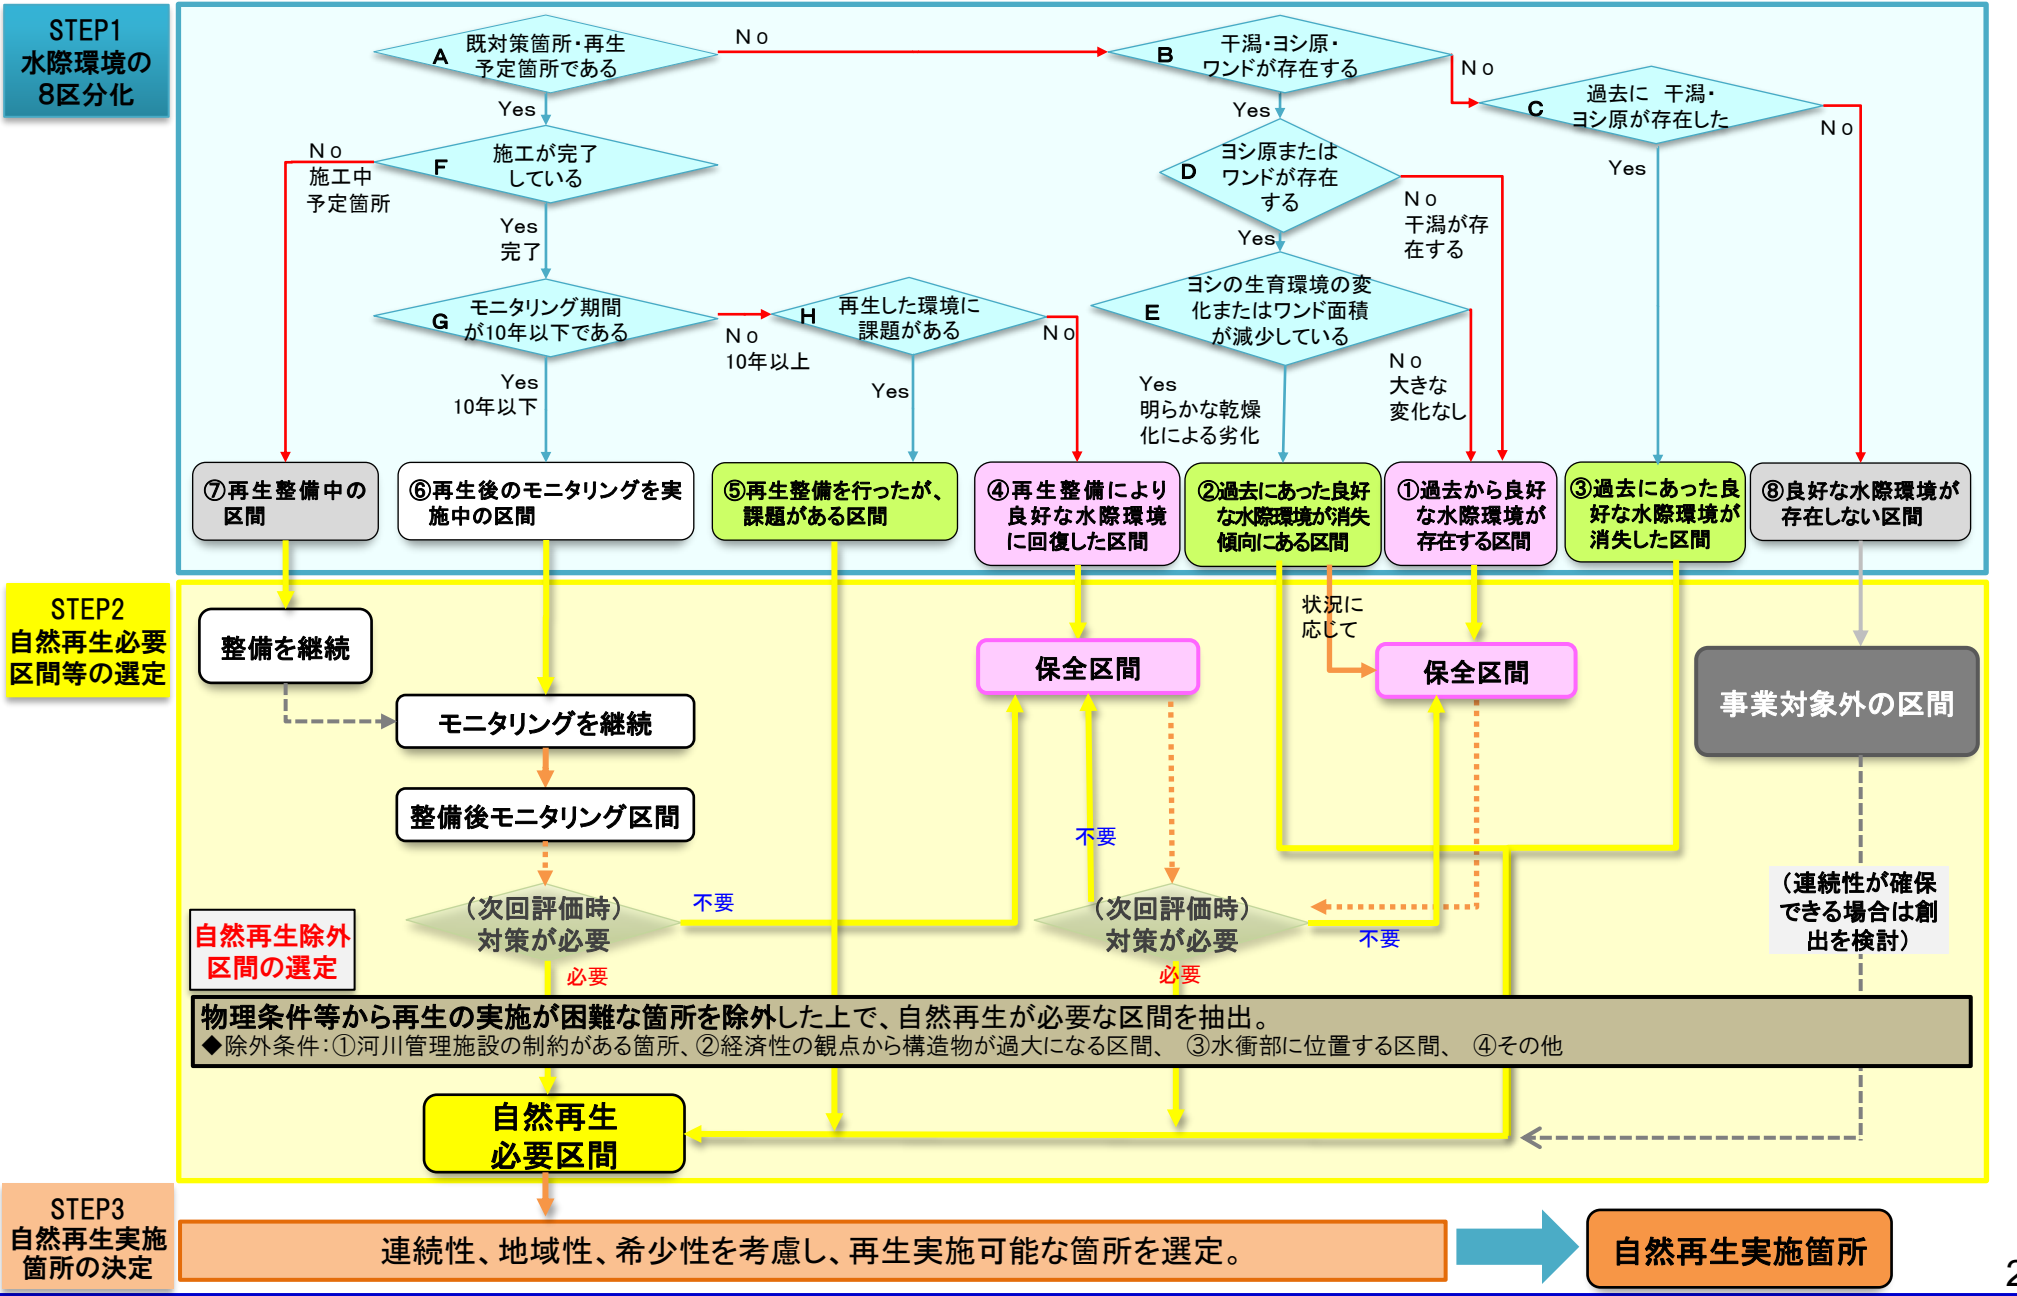 STEP1
水際環境の
8区分化
A
既対策箇所・再生
予定箇所である
No
B
干潟・ヨシ原・
ワンドが存在する
No
C
過去に 干潟・
ヨシ原が存在した
No
Yes
Yes
Yes
F
施工が完了
している
No
施工中
予定箇所
Yes
完了
D
ヨシ原または
ワンドが存在
する
No
干潟が存
在する
Yes
G
モニタリング期間
が10年以下である
No
10年以上
Yes
10年以下
H
再生した環境に
課題がある
No
Yes
E
ヨシの生育環境の変
化またはワンド面積
が減少している
Yes
明らかな乾燥
化による劣化
No
大きな
変化なし
⑦再生整備中の
区間
⑥再生後のモニタリングを実
施中の区間
⑤再生整備を行ったが、
課題がある区間
④再生整備により
良好な水際環境
に回復した区間
②過去にあった良好
な水際環境が消失
傾向にある区間
①過去から良好
な水際環境が
存在する区間
③過去にあった良
好な水際環境が
消失した区間
⑧良好な水際環境が
存在しない区間
STEP2
自然再生必要
区間等の選定
整備を継続
モニタリングを継続
整備後モニタリング区間
(次回評価時)
対策が必要
不要
必要
保全区間
不要
(次回評価時)
対策が必要
不要
必要
状況に
応じて
保全区間
事業対象外の区間
(連続性が確保
できる場合は創
出を検討)
自然再生除外
区間の選定
物理条件等から再生の実施が困難な箇所を除外した上で、自然再生が必要な区間を抽出。
◆除外条件:①河川管理施設の制約がある箇所、②経済性の観点から構造物が過大になる区間、 ③水衝部に位置する区間、 ④その他
自然再生
必要区間
STEP3
自然再生実施
箇所の決定
連続性、地域性、希少性を考慮し、再生実施可能な箇所を選定。
自然再生実施箇所
2